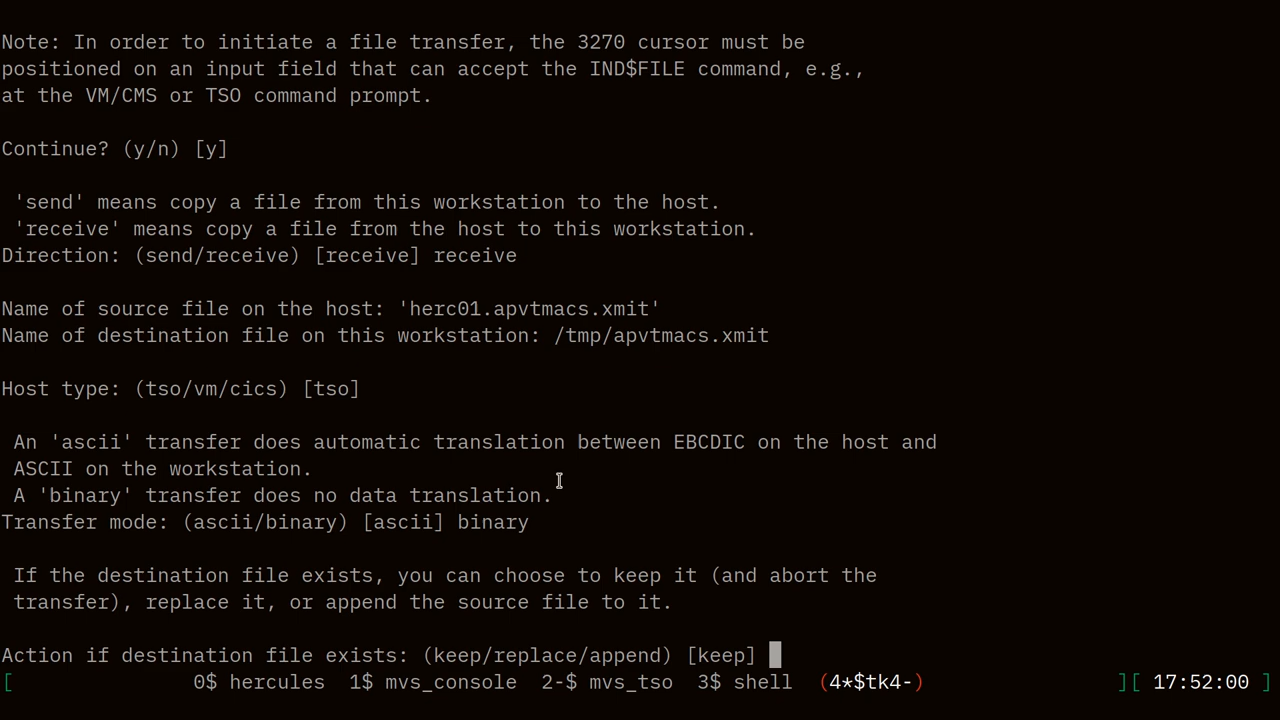 Note: In order to initiate a file transfer, the 3270 cursor must be
positioned on an input field that can accept the IND$FILE command, e.g.,
at the VM/CMS or TSO command prompt.
Continue? (y/n) [y]
'send' means copy a file from this workstation to the host.
'receive' means copy a file from the host to this workstation.
Direction: (send/receive) [receive] receive
Name of source file on the host: 'herc01.apvtmacs.xmit'
Name of destination file on this workstation: /tmp/apvtmacs.xmit
Host type: (tso/vm/cics) [tso]
An 'ascii' transfer does automatic translation between EBCDIC on the host and
ASCII on the workstation.
A 'binary' transfer does no data translation.
Transfer mode: (ascii/binary) [ascii] binary
If the destination file exists, you can choose to keep it (and abort the
transfer), replace it, or append the source file to it.
Action if destination file exists: (keep/replace/append) [keep]
[ 0$ hercules 1$ mvs_console 2-$ mvs_tso 3$ shell (4*$tk4-) ][ 17:52:00 ]